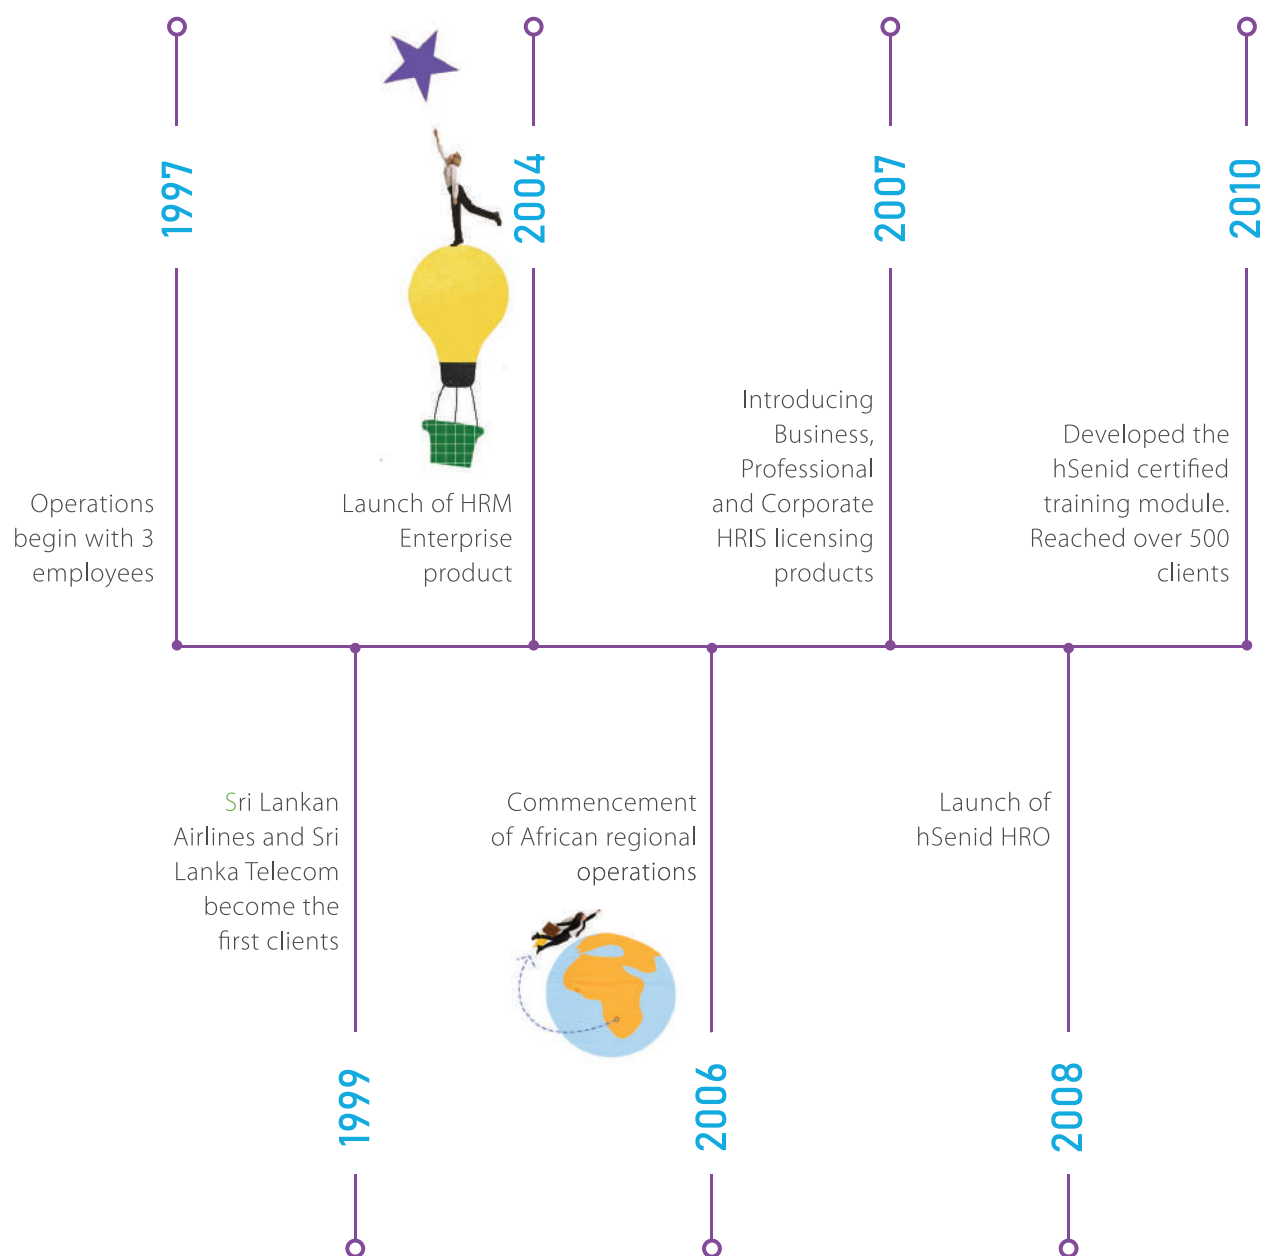 1997
Operations
begin with 3
employees
1999
Sri Lankan
Airlines and Sri
Lanka Telecom
become the
first clients
2004
Launch of HRM
Enterprise
product
2006
Commencement
of African regional
operations
2007
Introducing
Business,
Professional
and Corporate
HRIS licensing
products
2008
Launch of
hSenid HRO
2010
Developed the
hSenid certified
training module.
Reached over 500
clients